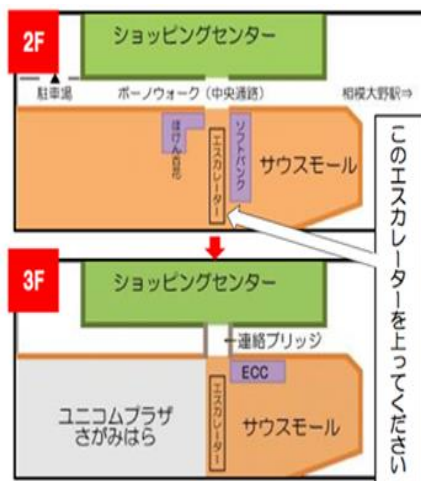 2F
ショッピングセンター
駐車場
ボーノウォーク(中央通路)
相模大野駅⇒
ほけん百花
エスカレーター
ソフトバンク
サウスモール
このエスカレーターを上ってください
3F
ショッピングセンター
←連絡ブリッジ
ECC
ユニコムプラザ
さがみはら
エスカレーター
サウスモール